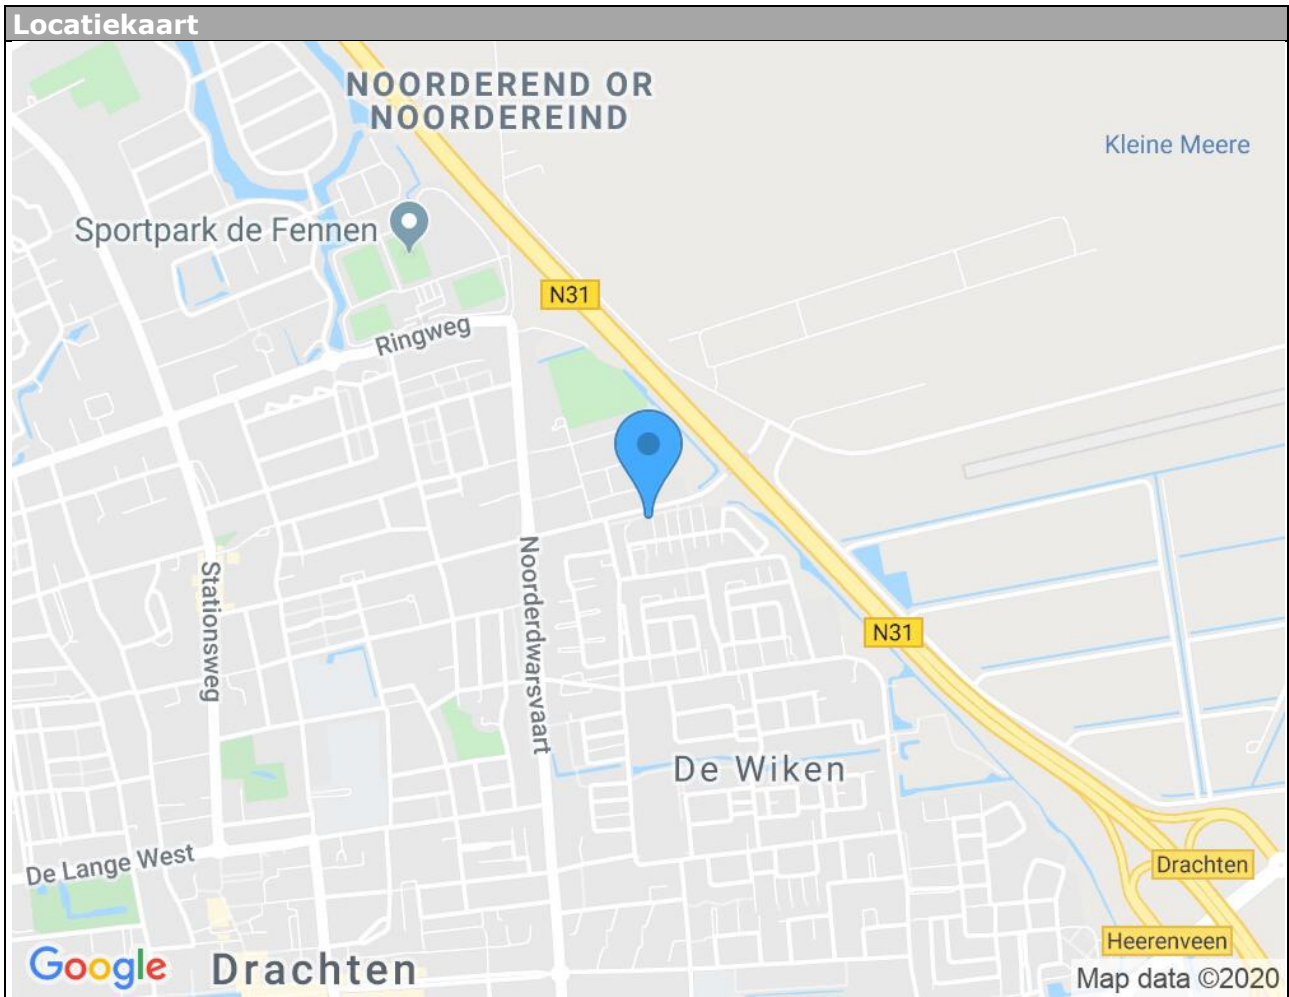 Locatiekaart
NOORDEREND OR
NOORDEREIND
Kleine Meere
Sportpark de Fennen
N31
Ringweg
Noorderdwarsvaart
Stationsweg
N31
De Wiken
De Lange West
Drachten
Heerenveen
Google
Drachten
Map data ©2020